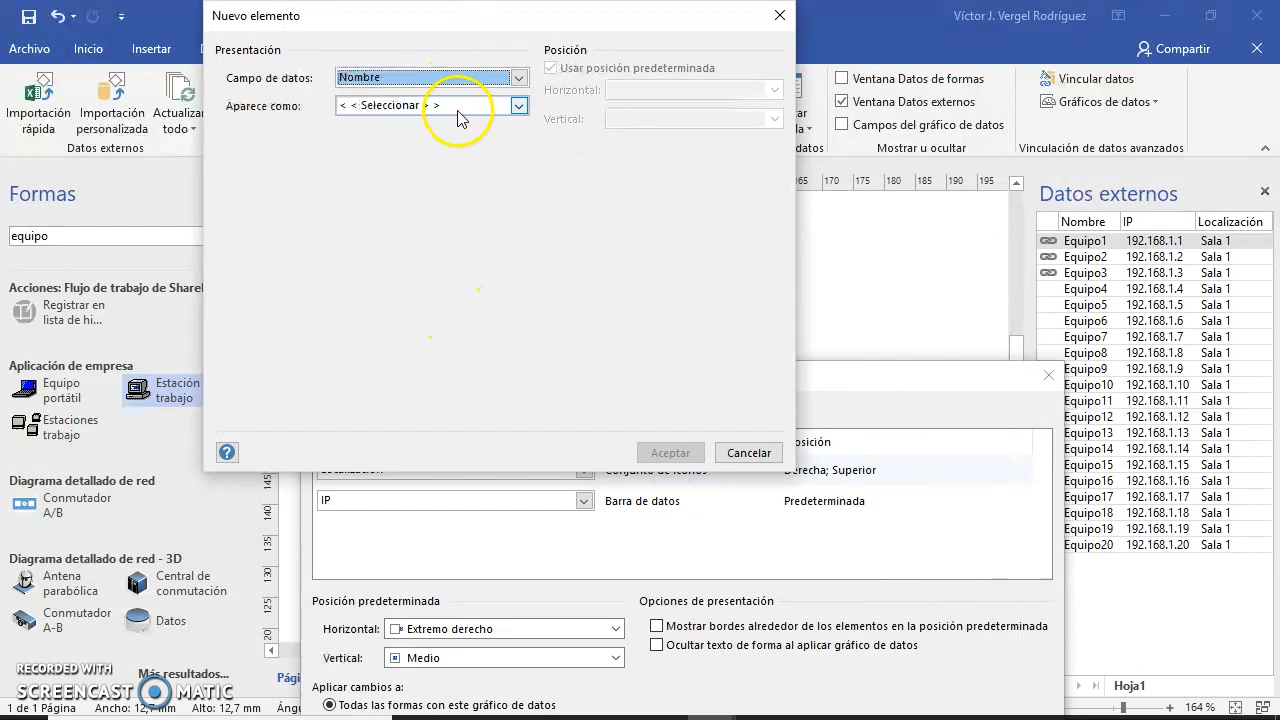 Nuevo elemento
Víctor J. Vergel Rodríguez
Archivo
Inicio
Insertar
Compartir
Importación rápida
Importación de datos
Actualizar todo
Datos externos
Presentación
Campo de datos:
Nombre
Aparece como:
< < Seleccionar > >
Posición
Usar posición predeterminada
Horizontal:
Vertical:
Aceptar
Cancelar
Ventana Datos de formas
Ventana Datos externos
Campos del gráfico de datos
Mostrar u ocultar
Vincular datos
Gráficos de datos
Vinculación de datos avanzados
165 170 175 180 185 190 195
Formas
equipo
Acciones: Flujo de trabajo de Share
Registrar en
lista de hi...
Aplicación de empresa
Equipo
portátil
Estación
trabajo
Estaciones
trabajo
Diagrama detallado de red
Conmutador
A/B
Diagrama detallado de red - 3D
Antena
parabólica
Central de
conmutación
Conmutador
A-B
Datos
Más resultados...
RECORDED WITH
SCREENCAST MATIC
1 de 1 Página
Ancho: 12,7 mm
Alto: 12,7 mm
145
140
135
130
125
20
IP
Barra de datos
Predeterminada
Derecha; Superior
Posición predeterminada
Horizontal:
Extremo derecho
Vertical:
Medio
Opciones de presentación
Mostrar bordes alrededor de los elementos en la posición predeterminada
Ocultar texto de forma al aplicar gráfico de datos
Aplicar cambios a:
Todas las formas con este gráfico de datos
Datos externos
Nombre IP Localización
Equipo1 192.168.1.1 Sala 1
Equipo2 192.168.1.2 Sala 1
Equipo3 192.168.1.3 Sala 1
Equipo4 192.168.1.4 Sala 1
Equipo5 192.168.1.5 Sala 1
Equipo6 192.168.1.6 Sala 1
Equipo7 192.168.1.7 Sala 1
Equipo8 192.168.1.8 Sala 1
Equipo9 192.168.1.9 Sala 1
Equipo10 192.168.1.10 Sala 1
Equipo11 192.168.1.11 Sala 1
Equipo12 192.168.1.12 Sala 1
Equipo13 192.168.1.13 Sala 1
Equipo14 192.168.1.14 Sala 1
Equipo15 192.168.1.15 Sala 1
Equipo16 192.168.1.16 Sala 1
Equipo17 192.168.1.17 Sala 1
Equipo18 192.168.1.18 Sala 1
Equipo19 192.168.1.19 Sala 1
Equipo20 192.168.1.20 Sala 1
Hoja1
164 %